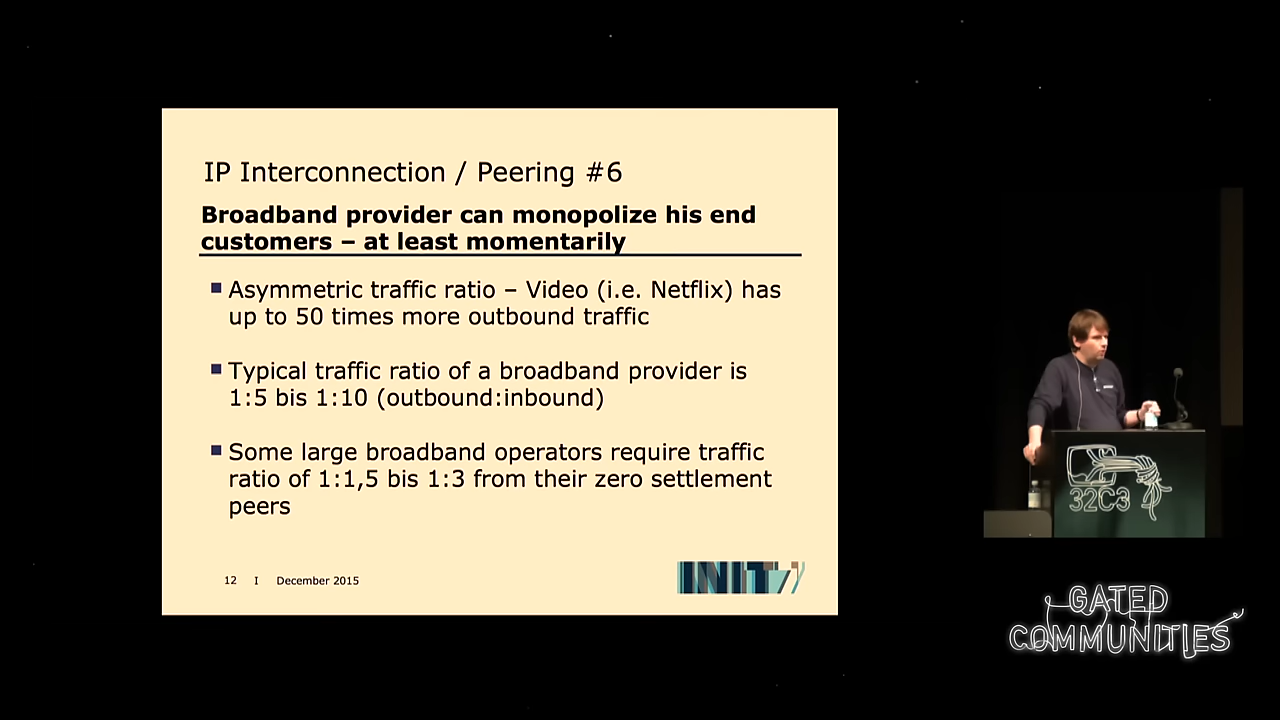 IP Interconnection / Peering #6
Broadband provider can monopolize his end
customers – at least momentarily
Asymmetric traffic ratio – Video (i.e. Netflix) has
up to 50 times more outbound traffic
Typical traffic ratio of a broadband provider is
1:5 bis 1:10 (outbound:inbound)
Some large broadband operators require traffic
ratio of 1:1,5 bis 1:3 from their zero settlement
peers
12 I December 2015
INIT7
32C3
GATED
COMMUNITIES